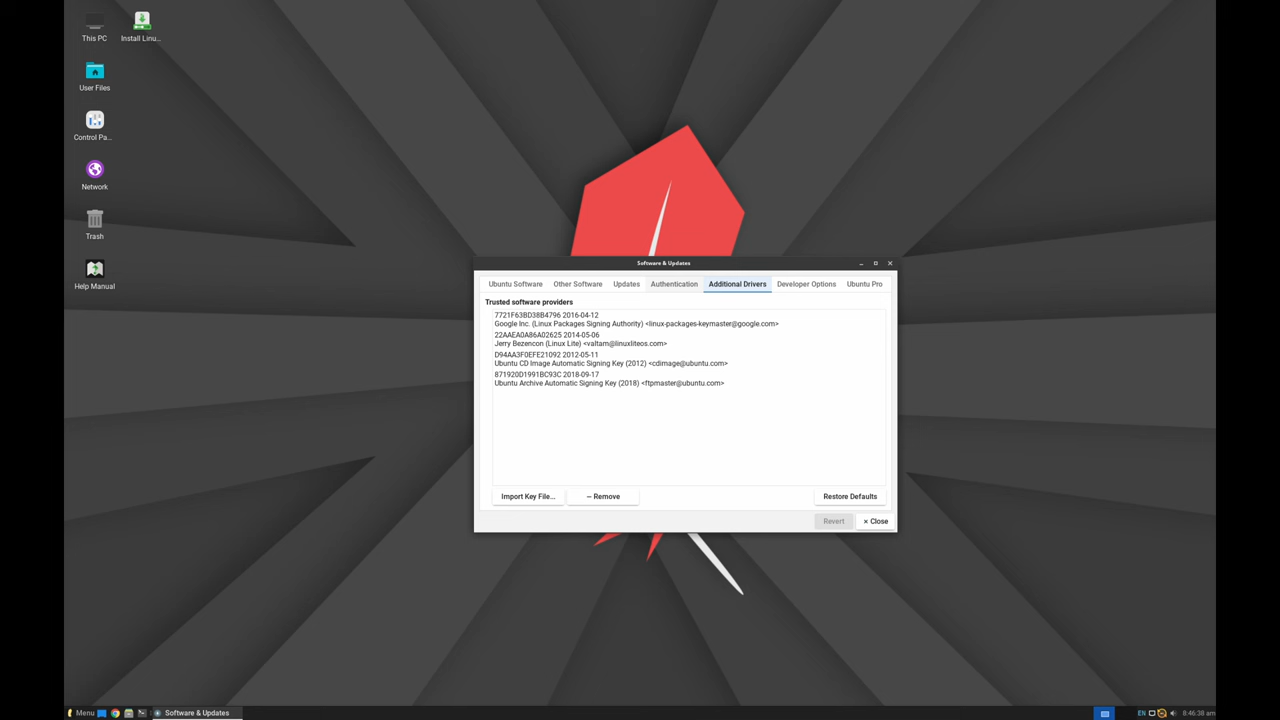 This PC
Install Linu...
User Files
Control Pa...
Network
Trash
Help Manual
Software & Updates
Ubuntu Software
Other Software
Updates
Authentication
Additional Drivers
Developer Options
Ubuntu Pro
Trusted software providers
7721F63BD38B4796 2016-04-12
Google Inc. (Linux Packages Signing Authority) <linux-packages-keymaster@google.com>
22AAEA0A86A02625 2014-05-06
Jerry Bezencon (Linux Lite) <valtam@linuxliteos.com>
D94AA3F0EFE21092 2012-05-11
Ubuntu CD Image Automatic Signing Key (2012) <cdimage@ubuntu.com>
871920D1991BC93C 2018-09-17
Ubuntu Archive Automatic Signing Key (2018) <ftpmaster@ubuntu.com>
Import Key File...
Remove
Restore Defaults
Revert
Close
Menu
Software & Updates
EN
8:46:38 am